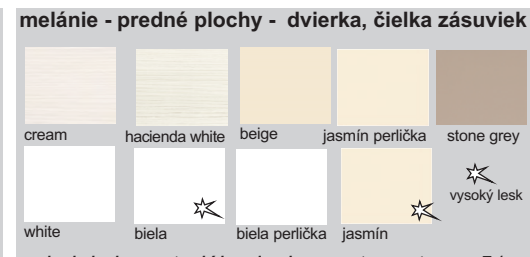 melánie - predné plochy - dvierka, čielka zásuviek
cream hacienda white beige jasmín perlička stone grey
vysoký lesk
white biela biela perlička jasmín